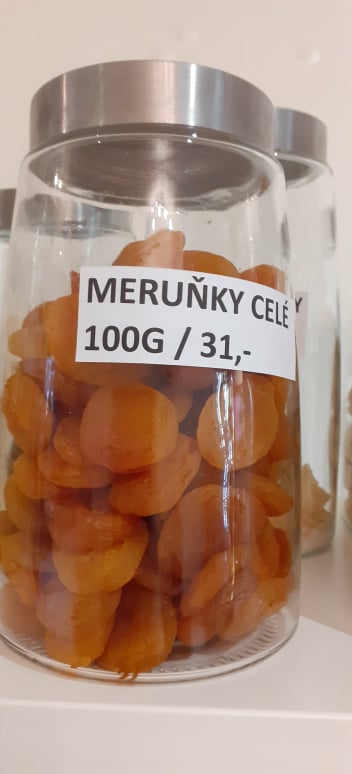 MERUŇKY CELÉ
100G / 31,-
Y